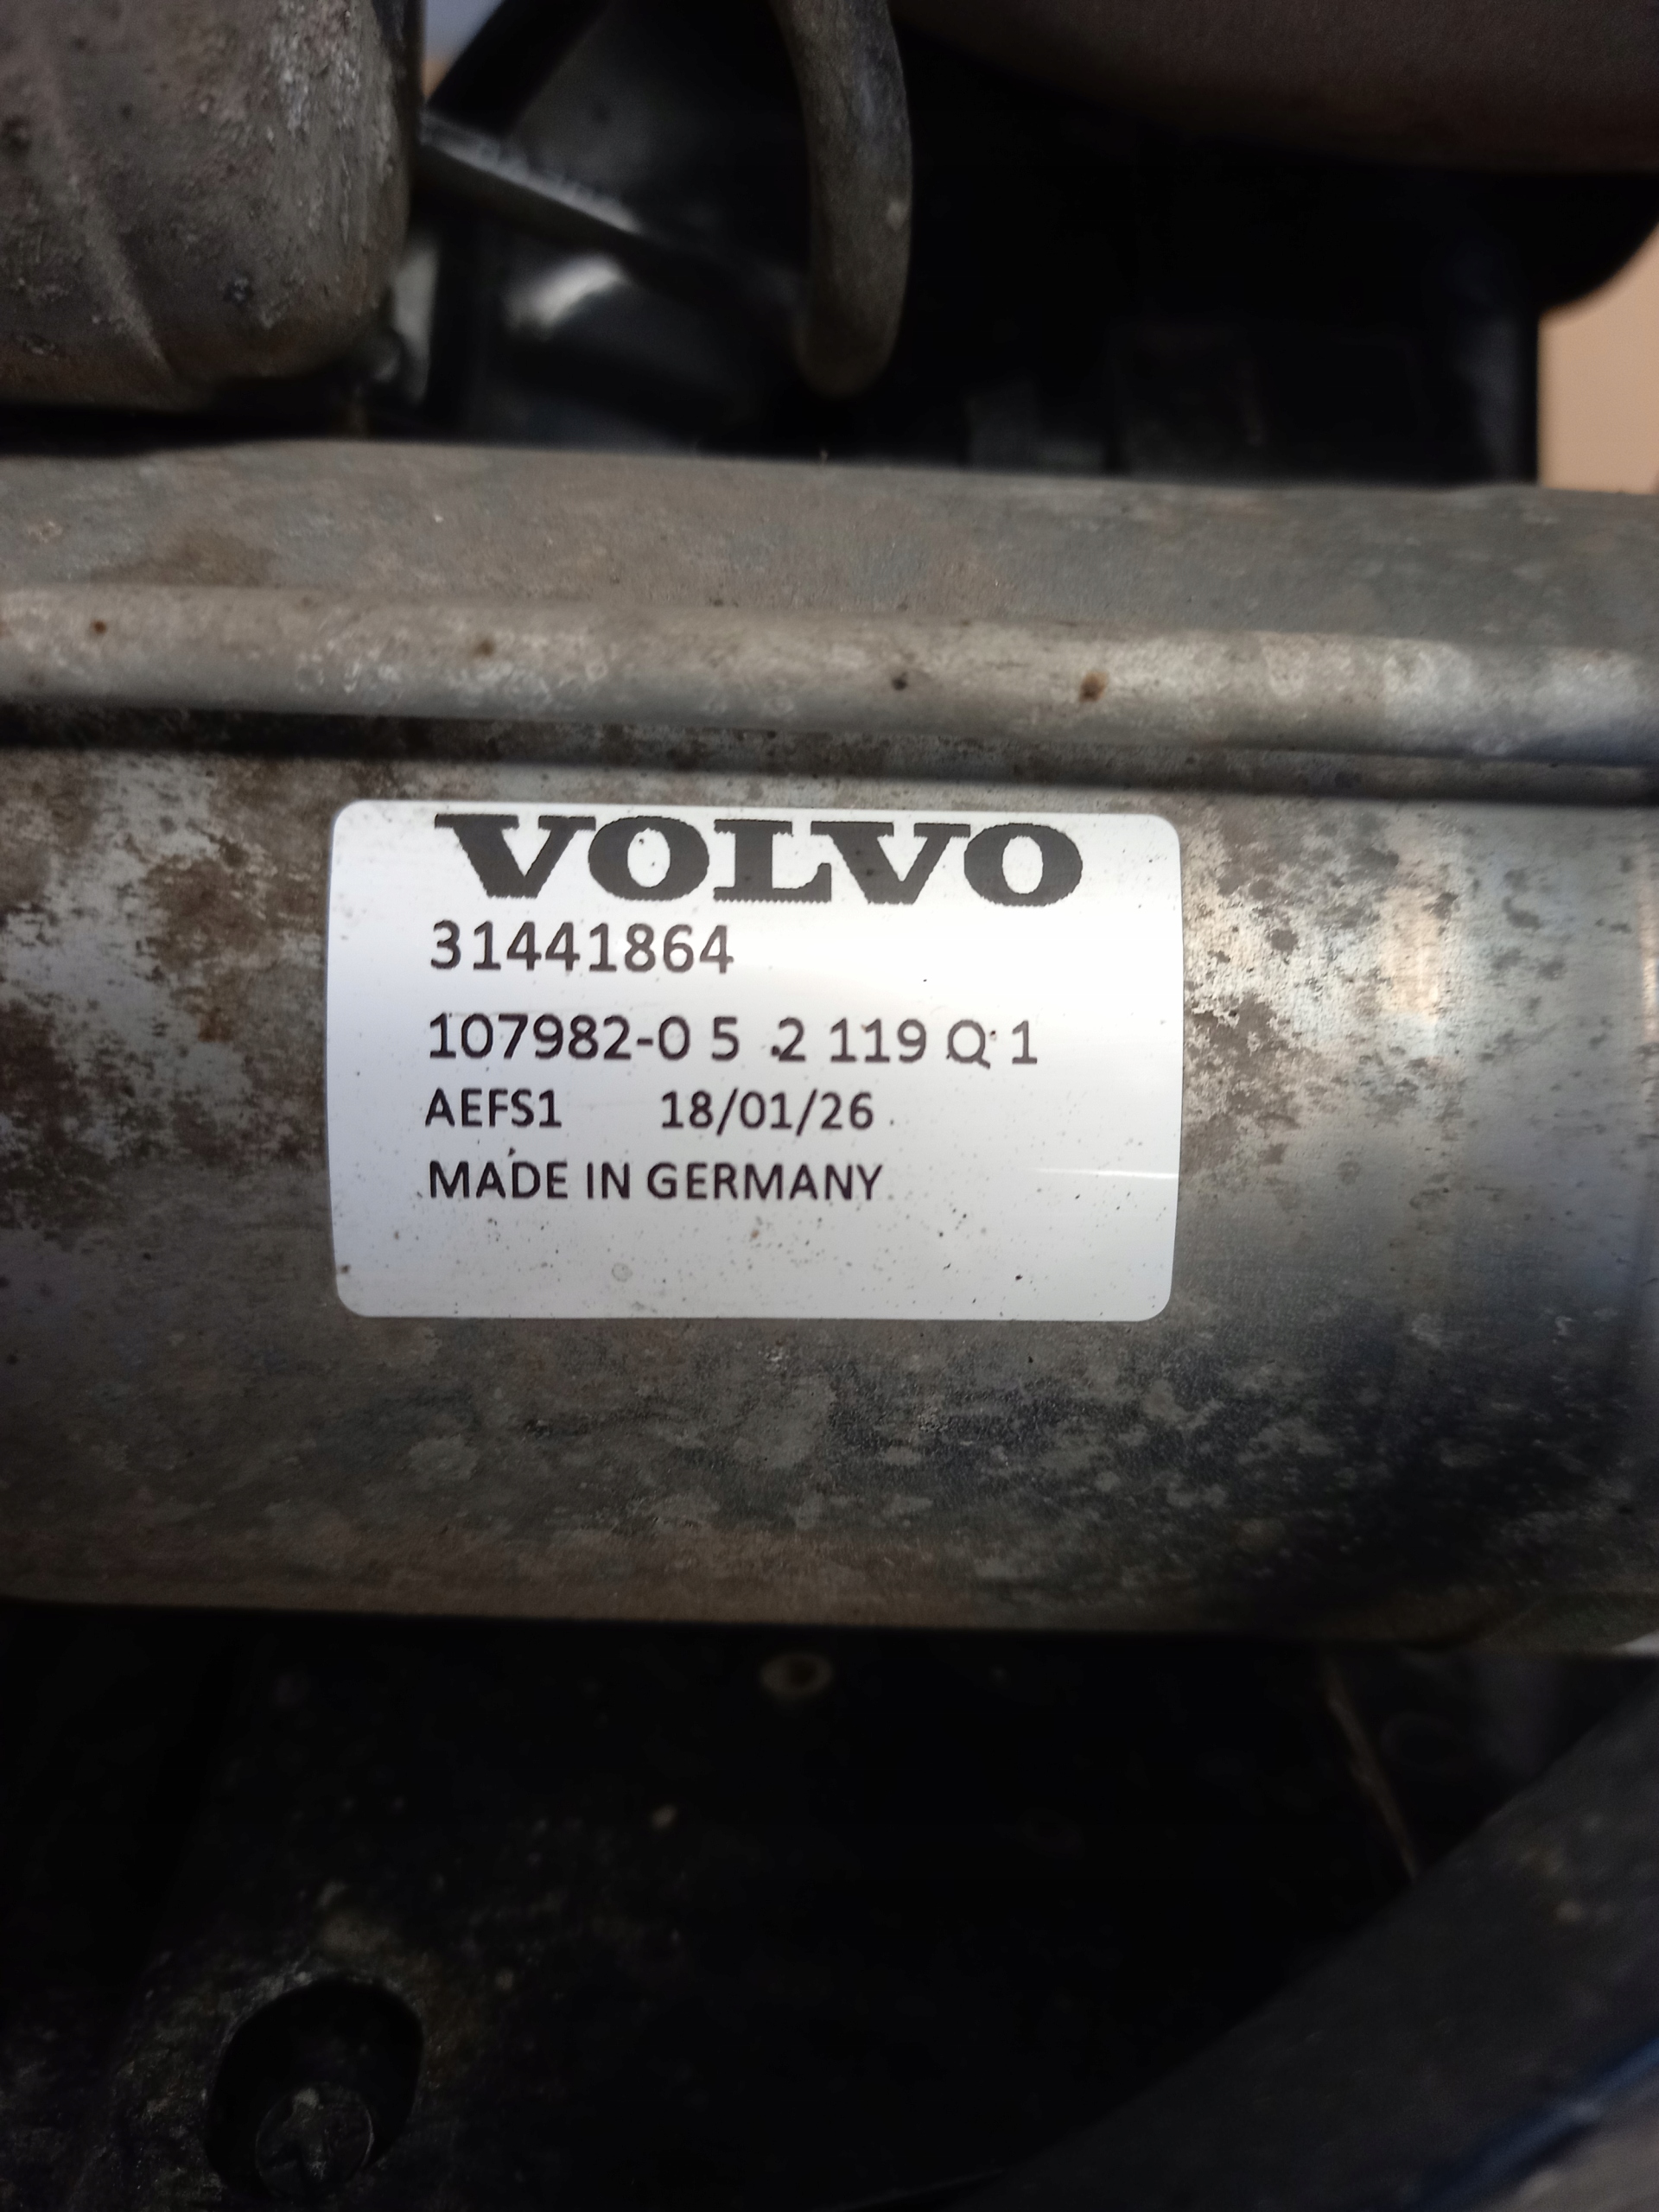 VOLVO
31441864
107982-0 5 2 119 Q 1
AEFS1 18/01/26
MADE IN GERMANY